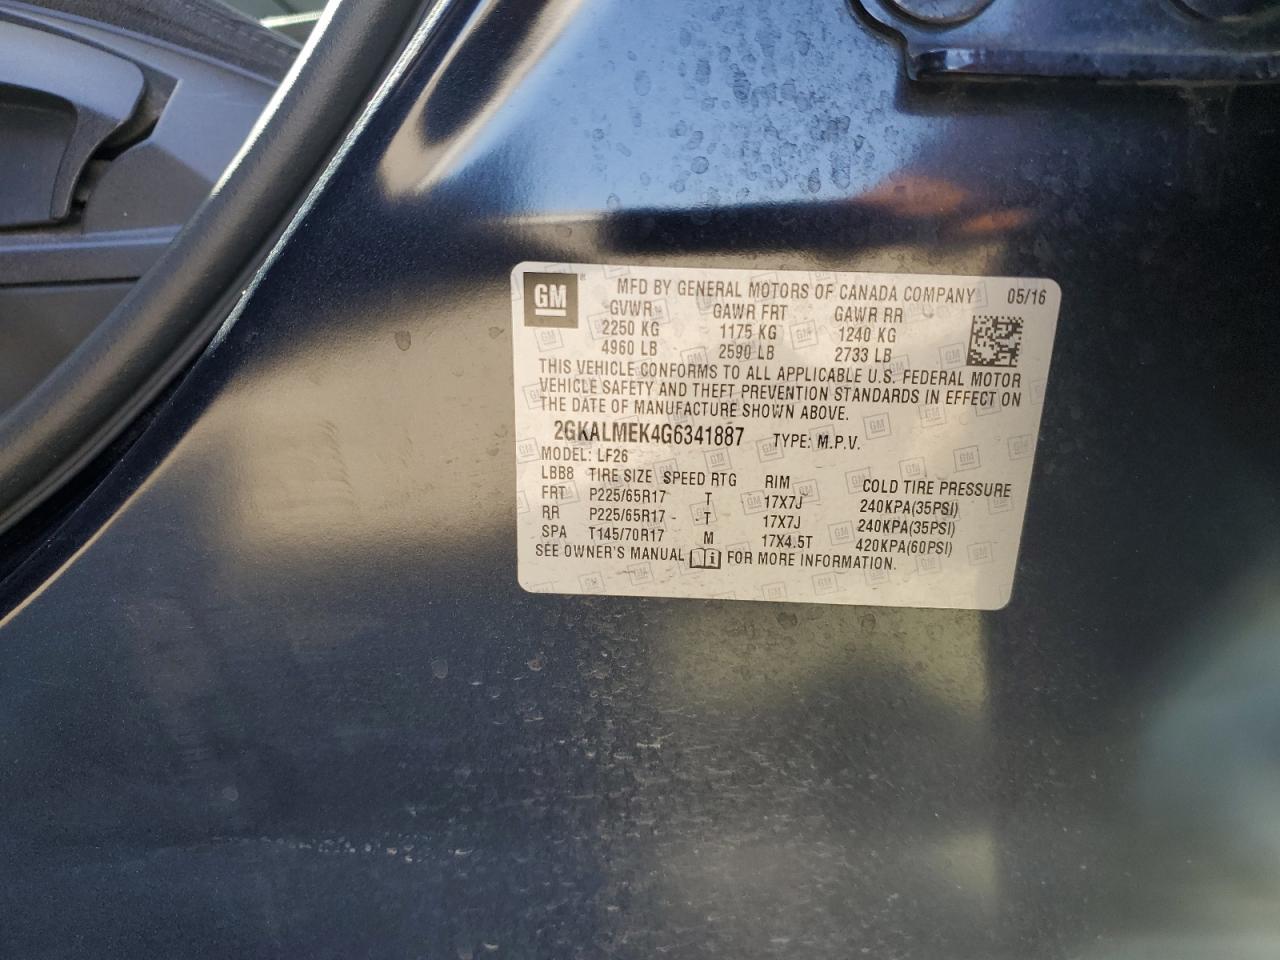 GM MFD BY GENERAL MOTORS OF CANADA COMPANY 05/16
GVWR GAWR FRT GAWR RR
2250 KG 1175 KG 1240 KG
4960 LB 2590 LB 2733 LB
THIS VEHICLE CONFORMS TO ALL APPLICABLE U.S. FEDERAL MOTOR
VEHICLE SAFETY AND THEFT PREVENTION STANDARDS IN EFFECT ON
THE DATE OF MANUFACTURE SHOWN ABOVE.
2GKALMEK4G6341887 TYPE: M.P.V.
MODEL: LF26
LBB8 TIRE SIZE SPEED RTG RIM COLD TIRE PRESSURE
FRT P225/65R17 T 17X7J 240KPA(35PSI)
RR P225/65R17 T 17X7J 240KPA(35PSI)
SPA T145/70R17 M 17X4.5T 420KPA(60PSI)
SEE OWNER'S MANUAL i FOR MORE INFORMATION.